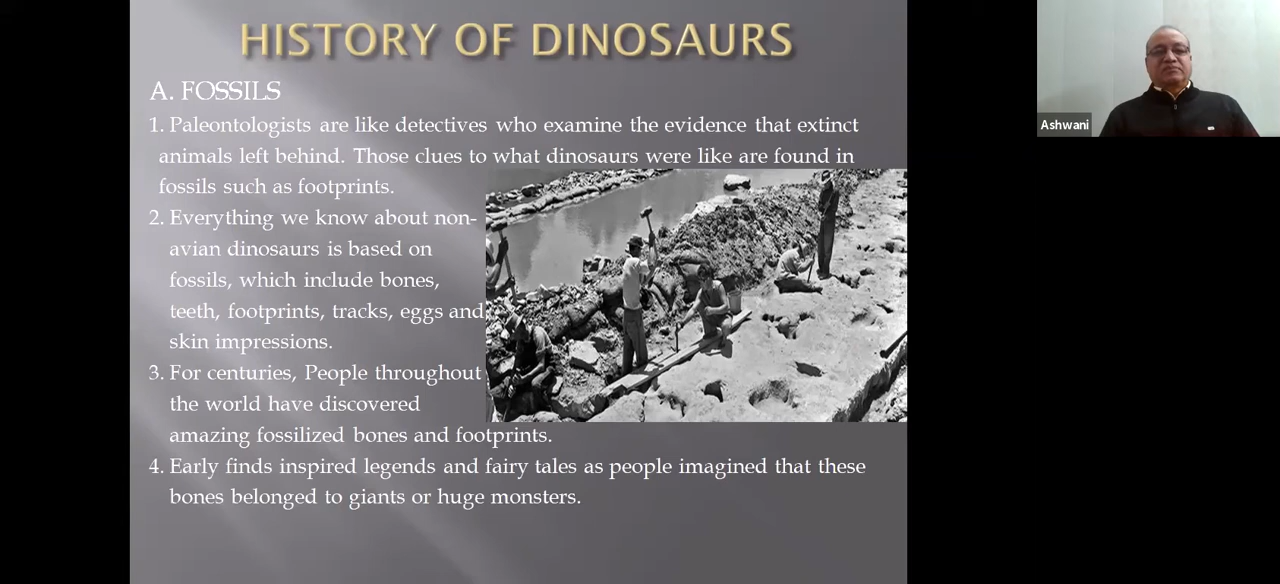 HISTORY OF DINOSAURS
A. FOSSILS
1. Paleontologists are like detectives who examine the evidence that extinct
animals left behind. Those clues to what dinosaurs were like are found in
fossils such as footprints.
2. Everything we know about non-
avian dinosaurs is based on
fossils, which include bones,
teeth, footprints, tracks, eggs and
skin impressions.
3. For centuries, People throughout
the world have discovered
amazing fossilized bones and footprints.
4. Early finds inspired legends and fairy tales as people imagined that these
bones belonged to giants or huge monsters.
Ashwani